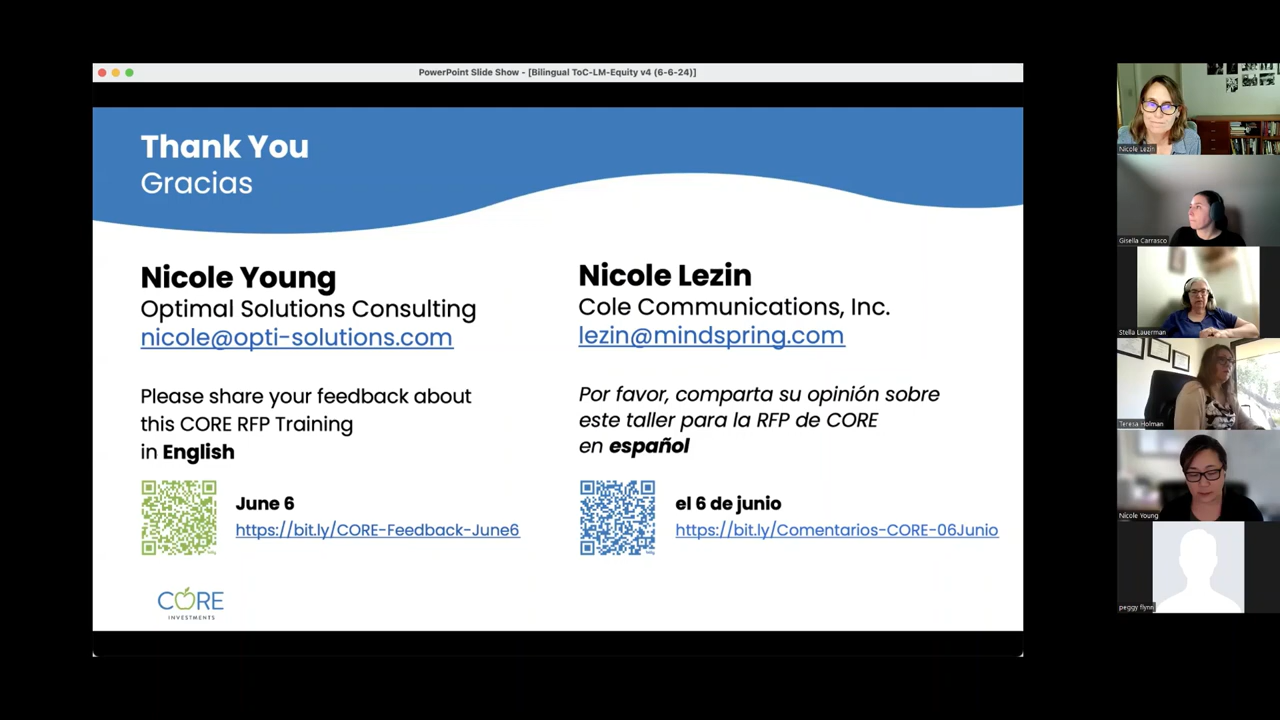 PowerPoint Slide Show - [Bilingual ToC-LM-Equity v4 (6-6-24)]
Thank You
Gracias
Nicole Young
Optimal Solutions Consulting
nicole@opti-solutions.com
Please share your feedback about
this CORE RFP Training
in English
June 6
https://bit.ly/CORE-Feedback-June6
Nicole Lezin
Cole Communications, Inc.
lezin@mindspring.com
Por favor, comparta su opinión sobre
este taller para la RFP de CORE
en español
el 6 de junio
https://bit.ly/Comentarios-CORE-06Junio
CORE
INVESTMENTS
Nicole Lezin
Gisella Carrasco
Stella Lauerman
Teresa Holman
Nicole Young
peggy flynn